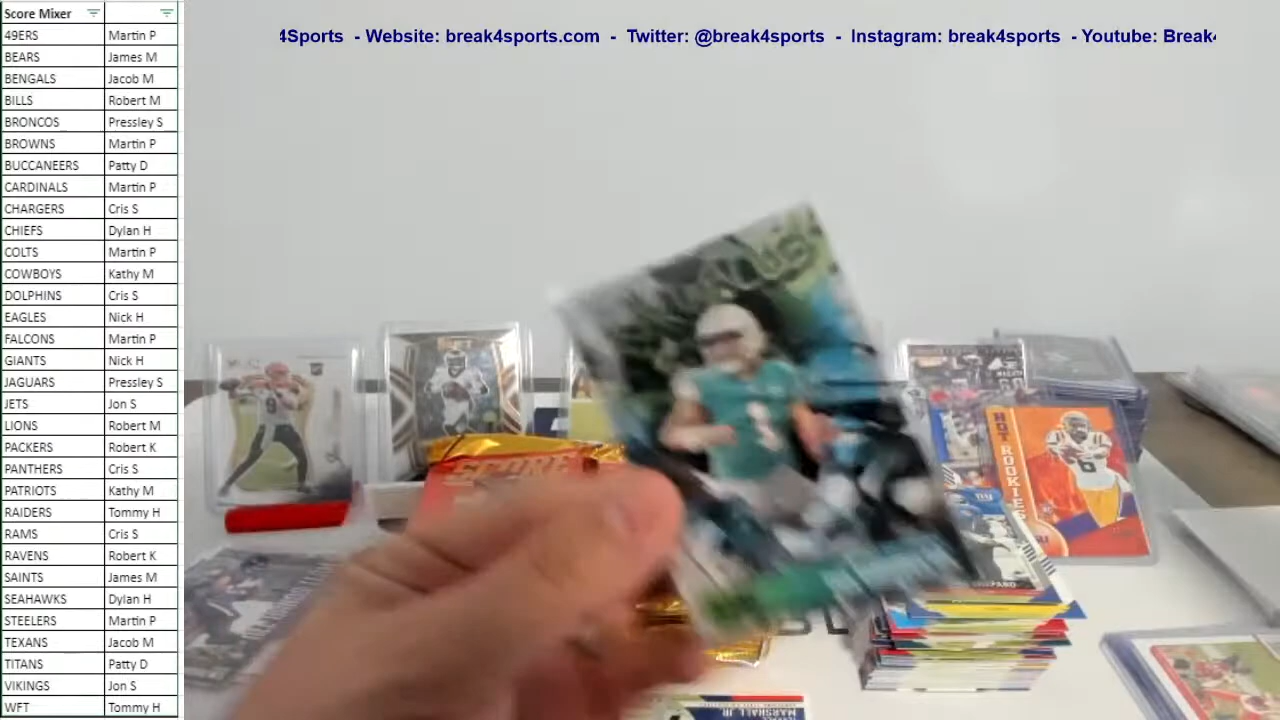 Score Mixer
49ERS Martin P
BEARS James M
BENGALS Jacob M
BILLS Robert M
BRONCOS Pressley S
BROWNS Martin P
BUCCANEERS Patty D
CARDINALS Martin P
CHARGERS Cris S
CHIEFS Dylan H
COLTS Martin P
COWBOYS Kathy M
DOLPHINS Cris S
EAGLES Nick H
FALCONS Martin P
GIANTS Nick H
JAGUARS Pressley S
JETS Jon S
LIONS Robert M
PACKERS Robert K
PANTHERS Cris S
PATRIOTS Kathy M
RAIDERS Tommy H
RAMS Cris S
RAVENS Robert K
SAINTS James M
SEAHAWKS Dylan H
STEELERS Martin P
TEXANS Jacob M
TITANS Patty D
VIKINGS Jon S
WFT Tommy H
4Sports - Website: break4sports.com - Twitter: @break4sports - Instagram: break4sports - Youtube: Break4
SCORE
HOT ROOKIES
MARSHALL JR